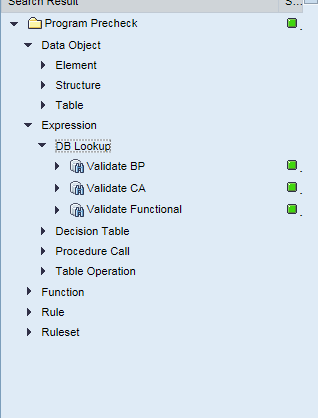 Search Result S...
Program Precheck
Data Object
Element
Structure
Table
Expression
DB Lookup
Validate BP
Validate CA
Validate Functional
Decision Table
Procedure Call
Table Operation
Function
Rule
Ruleset